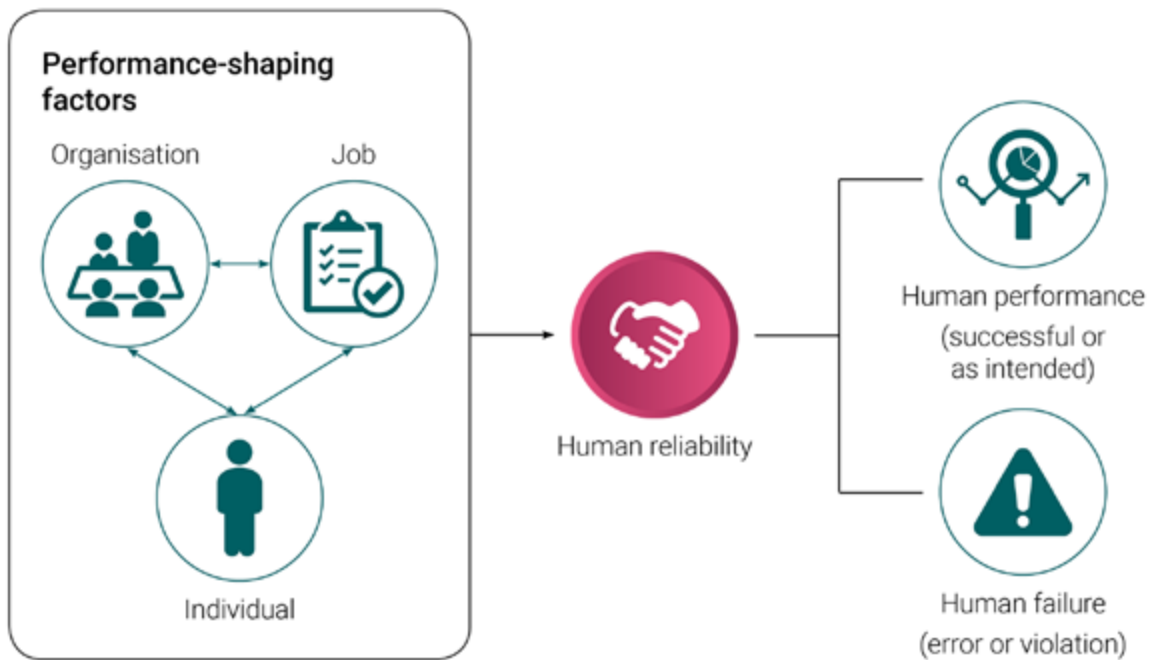 Performance-shaping
factors
Organisation
Job
Individual
Human reliability
Human performance
(successful or
as intended)
Human failure
(error or violation)